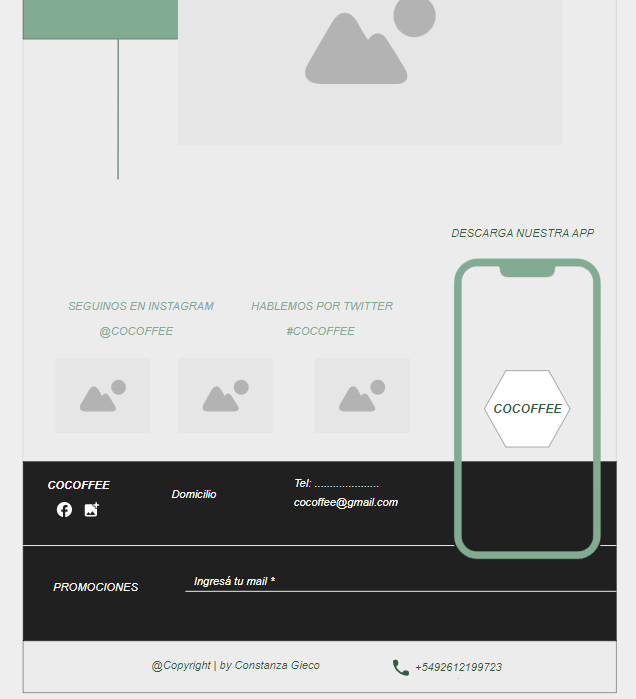 DESCARGA NUESTRA APP
SEGUINOS EN INSTAGRAM
@COCOFFEE
HABLEMOS POR TWITTER
#COCOFFEE
COCOFFEE
COCOFFEE
Domicilio
Tel: .....................
cocoffee@gmail.com
PROMOCIONES
Ingresá tu mail *
@Copyright | by Constanza Gieco
+5492612199723